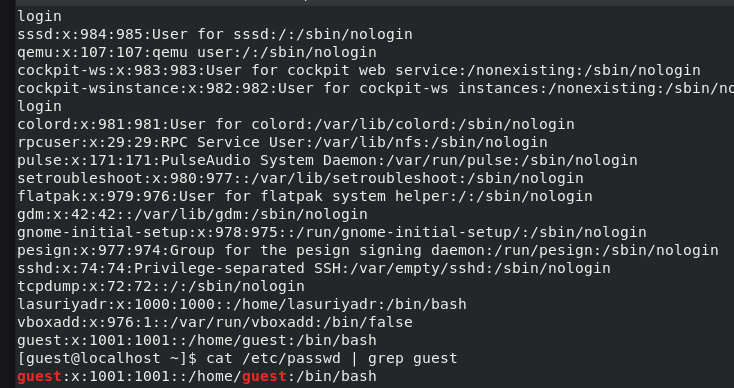 login
sssd:x:984:985:User for sssd:/:/sbin/nologin
qemu:x:107:107:qemu user:/:/sbin/nologin
cockpit-ws:x:983:983:User for cockpit web service:/nonexisting:/sbin/nologin
cockpit-wsinstance:x:982:982:User for cockpit-ws instances:/nonexisting:/sbin/no
login
colord:x:981:981:User for colord:/var/lib/colord:/sbin/nologin
rpcuser:x:29:29:RPC Service User:/var/lib/nfs:/sbin/nologin
pulse:x:171:171:PulseAudio System Daemon:/var/run/pulse:/sbin/nologin
setroubleshoot:x:980:977::/var/lib/setroubleshoot:/sbin/nologin
flatpak:x:979:976:User for flatpak system helper:/:/sbin/nologin
gdm:x:42:42::/var/lib/gdm:/sbin/nologin
gnome-initial-setup:x:978:975::/run/gnome-initial-setup/:/sbin/nologin
pesign:x:977:974:Group for the pesign signing daemon:/run/pesign:/sbin/nologin
sshd:x:74:74:Privilege-separated SSH:/var/empty/sshd:/sbin/nologin
tcpdump:x:72:72::/:/sbin/nologin
lasuriyadr:x:1000:1000::/home/lasuriyadr:/bin/bash
vboxadd:x:976:1::/var/run/vboxadd:/bin/false
guest:x:1001:1001::/home/guest:/bin/bash
[guest@localhost ~]$ cat /etc/passwd | grep guest
guest:x:1001:1001::/home/guest:/bin/bash